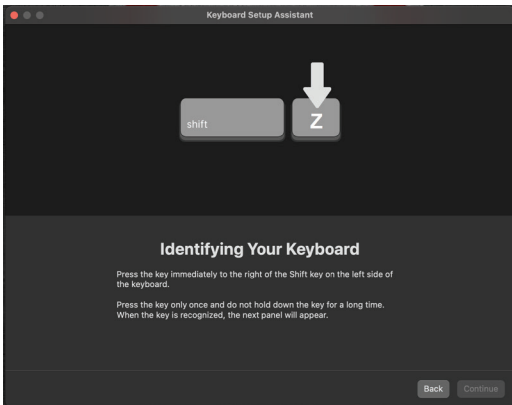 Keyboard Setup Assistant
shift
Z
Identifying Your Keyboard
Press the key immediately to the right of the Shift key on the left side of
the keyboard.
Press the key only once and do not hold down the key for a long time.
When the key is recognized, the next panel will appear.
Back
Continue